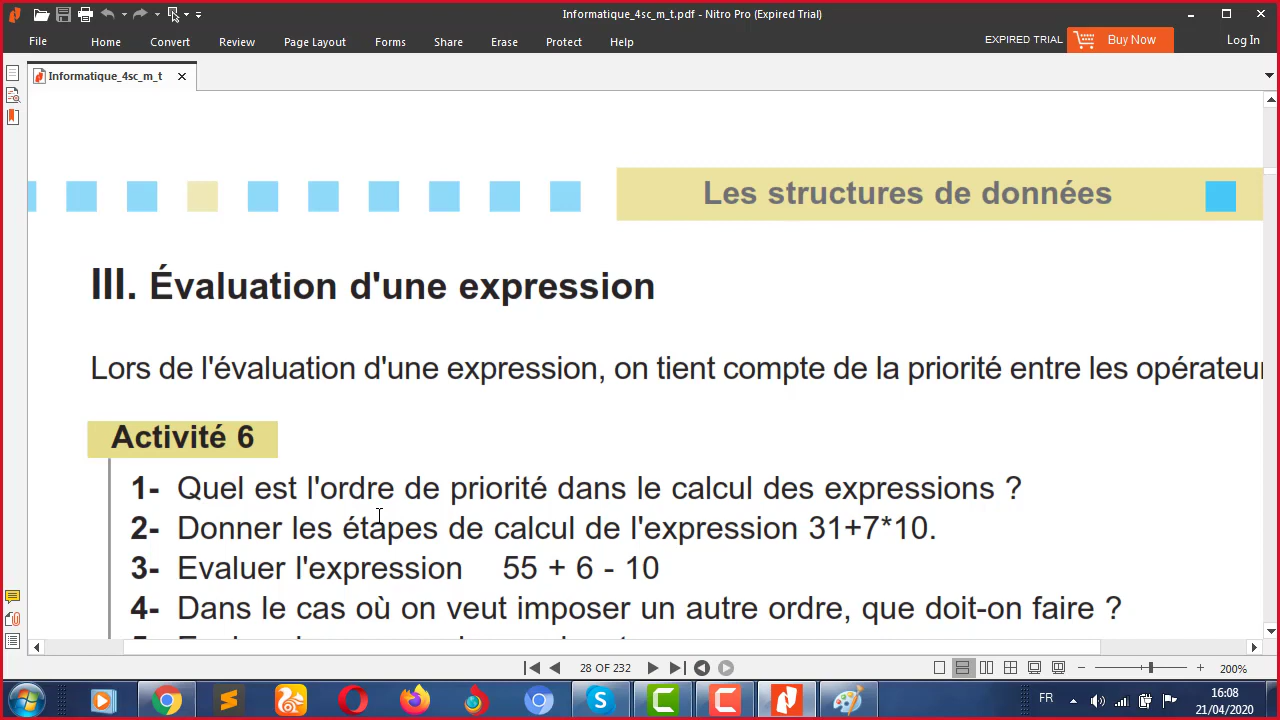 Informatique_4sc_m_t.pdf - Nitro Pro (Expired Trial)
File Home Convert Review Page Layout Forms Share Erase Protect Help EXPIRED TRIAL Buy Now Log In
Informatique_4sc_m_t
Les structures de données
III. Évaluation d'une expression
Lors de l'évaluation d'une expression, on tient compte de la priorité entre les opérateur
Activité 6
1- Quel est l'ordre de priorité dans le calcul des expressions ?
2- Donner les étapes de calcul de l'expression 31+7*10.
3- Evaluer l'expression 55 + 6 - 10
4- Dans le cas où on veut imposer un autre ordre, que doit-on faire ?
28 OF 232
200%
FR
16:08
21/04/2020